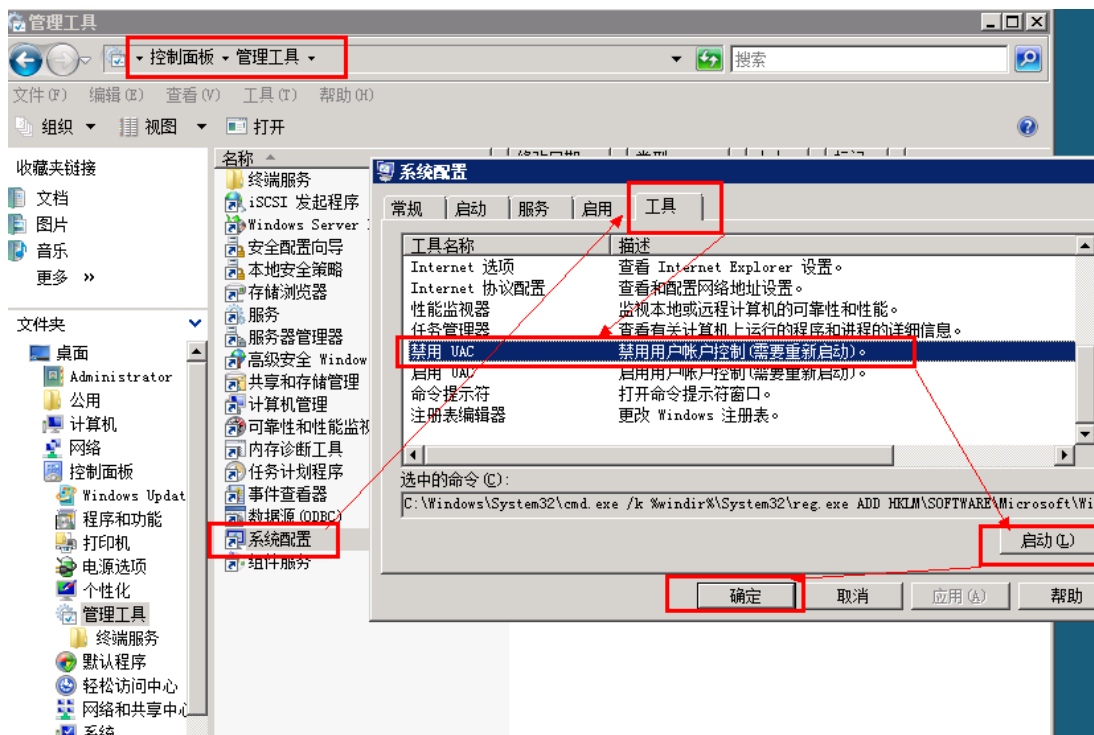 管理工具
控制面板 管理工具
搜索
文件(F) 编辑(E) 查看(V) 工具(T) 帮助(H)
组织 视图 打开
收藏夹链接
文档
图片
音乐
更多 »
文件夹
桌面
Administrator
公用
计算机
网络
控制面板
Windows Updat
程序和功能
打印机
电源选项
个性化
管理工具
终端服务
默认程序
轻松访问中心
网络和共享中心
系统
名称
终端服务
iSCSI 发起程序
Windows Server
安全配置向导
本地安全策略
存储浏览器
服务
服务器管理器
高级安全 Window
共享和存储管理
计算机管理
可靠性和性能监视
内存诊断工具
任务计划程序
事件查看器
数据源(ODBC)
系统配置
组件服务
系统配置
常规 启动 服务 启用 工具
工具名称 描述
Internet 选项 查看 Internet Explorer 设置。
Internet 协议配置 查看和配置网络地址设置。
性能监视器 监视本地或远程计算机的可靠性和性能。
任务管理器 查看有关计算机上运行的程序和进程的详细信息。
禁用 UAC 禁用用户帐户控制(需要重新启动)。
启用 UAC 启用用户帐户控制(需要重新启动)。
命令提示符 打开命令提示符窗口。
注册表编辑器 更改 Windows 注册表。
选中的命令(C):
C:\Windows\System32\cmd.exe /k %windir%\System32\reg.exe ADD HKLM\SOFTWARE\Microsoft\Wi
启动(L)
确定 取消 应用(A) 帮助